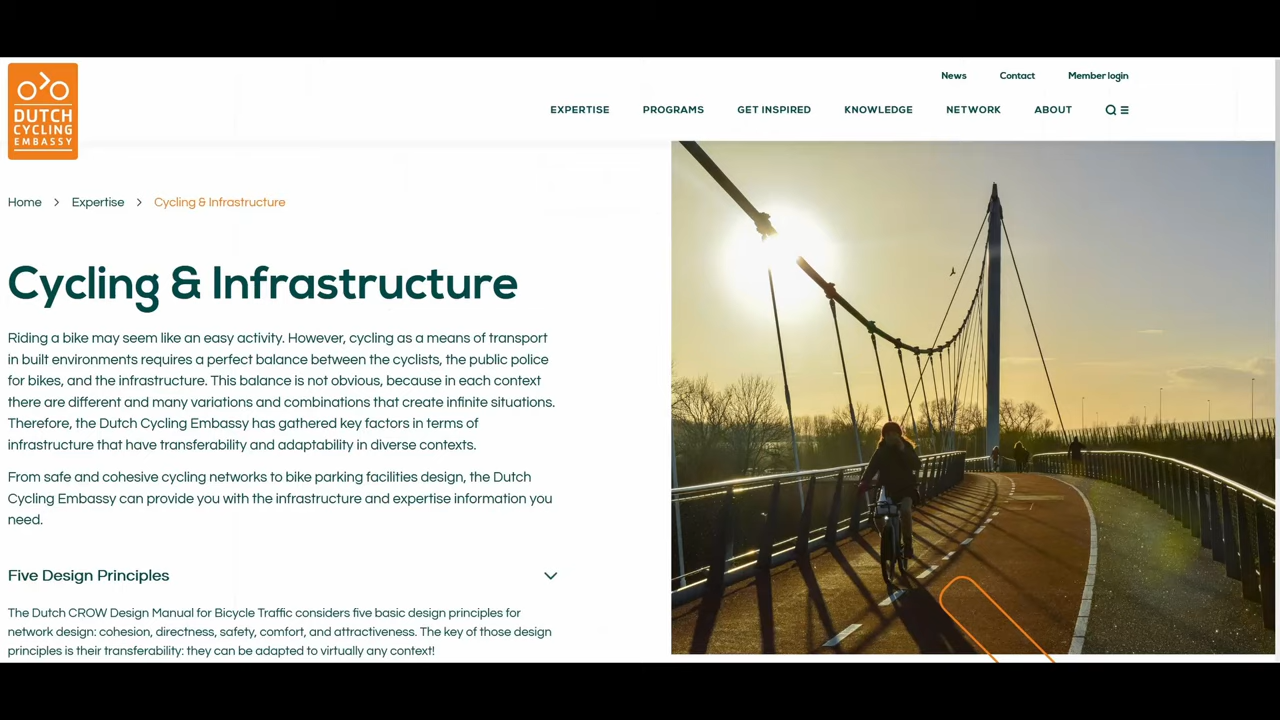 DUTCH
CYCLING
EMBASSY
News Contact Member login
EXPERTISE PROGRAMS GET INSPIRED KNOWLEDGE NETWORK ABOUT
Home > Expertise > Cycling & Infrastructure
Cycling & Infrastructure
Riding a bike may seem like an easy activity. However, cycling as a means of transport
in built environments requires a perfect balance between the cyclists, the public police
for bikes, and the infrastructure. This balance is not obvious, because in each context
there are different and many variations and combinations that create infinite situations.
Therefore, the Dutch Cycling Embassy has gathered key factors in terms of
infrastructure that have transferability and adaptability in diverse contexts.
From safe and cohesive cycling networks to bike parking facilities design, the Dutch
Cycling Embassy can provide you with the infrastructure and expertise information you
need.
Five Design Principles
The Dutch CROW Design Manual for Bicycle Traffic considers five basic design principles for
network design: cohesion, directness, safety, comfort, and attractiveness. The key of those design
principles is their transferability: they can be adapted to virtually any context!